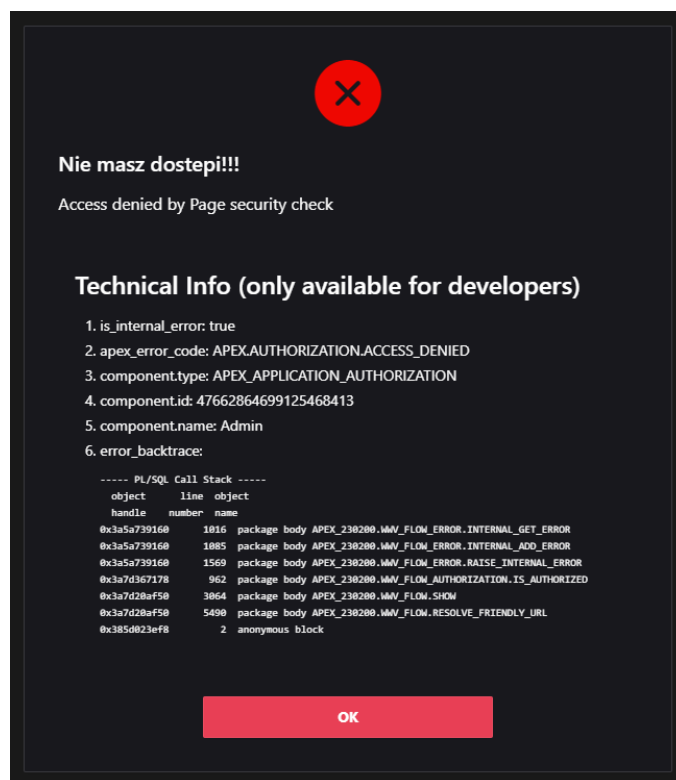 Nie masz dostepi!!!
Access denied by Page security check
Technical Info (only available for developers)
1. is_internal_error: true
2. apex_error_code: APEX.AUTHORIZATION.ACCESS_DENIED
3. component.type: APEX_APPLICATION_AUTHORIZATION
4. component.id: 47662864699125468413
5. component.name: Admin
6. error_backtrace:
----- PL/SQL Call Stack -----
object line object
handle number name
0x3a5a739160 1016 package body APEX_230200.WWV_FLOW_ERROR.INTERNAL_GET_ERROR
0x3a5a739160 1085 package body APEX_230200.WWV_FLOW_ERROR.INTERNAL_ADD_ERROR
0x3a5a739160 1569 package body APEX_230200.WWV_FLOW_ERROR.RAISE_INTERNAL_ERROR
0x3a7d367178 962 package body APEX_230200.WWV_FLOW_AUTHORIZATION.IS_AUTHORIZED
0x3a7d20af50 3064 package body APEX_230200.WWV_FLOW.SHOW
0x3a7d20af50 5490 package body APEX_230200.WWV_FLOW.RESOLVE_FRIENDLY_URL
0x385d023ef8 2 anonymous block
OK